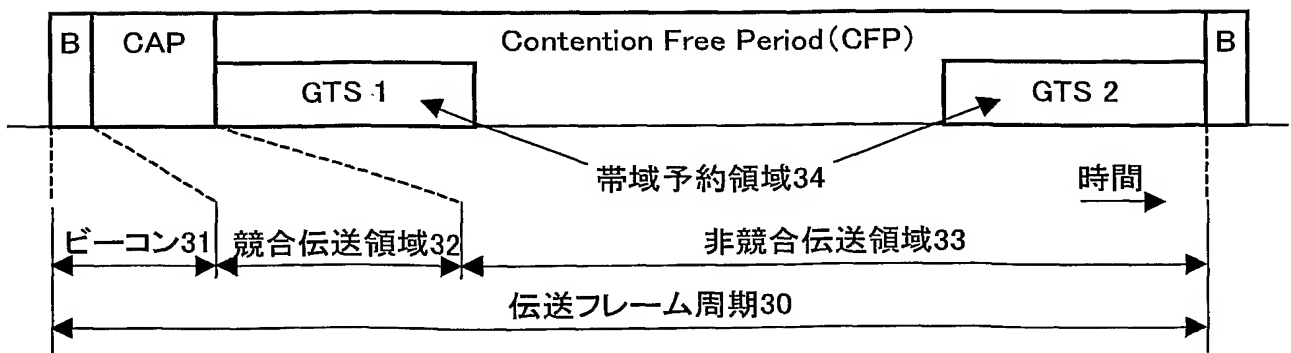 B CAP Contention Free Period(CFP) B
GTS 1 GTS 2
帯域予約領域34 時間
ビーコン31 競合伝送領域32 非競合伝送領域33
伝送フレーム周期30